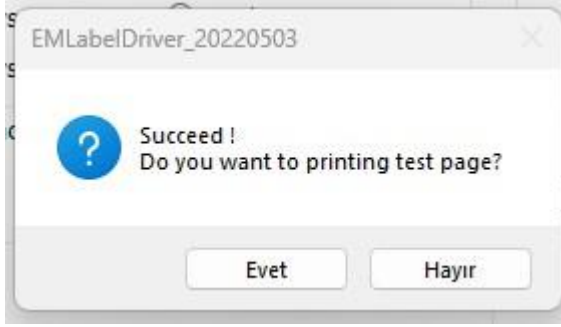 EMLabelDriver_20220503
Succeed !
Do you want to printing test page?
Evet
Hayır